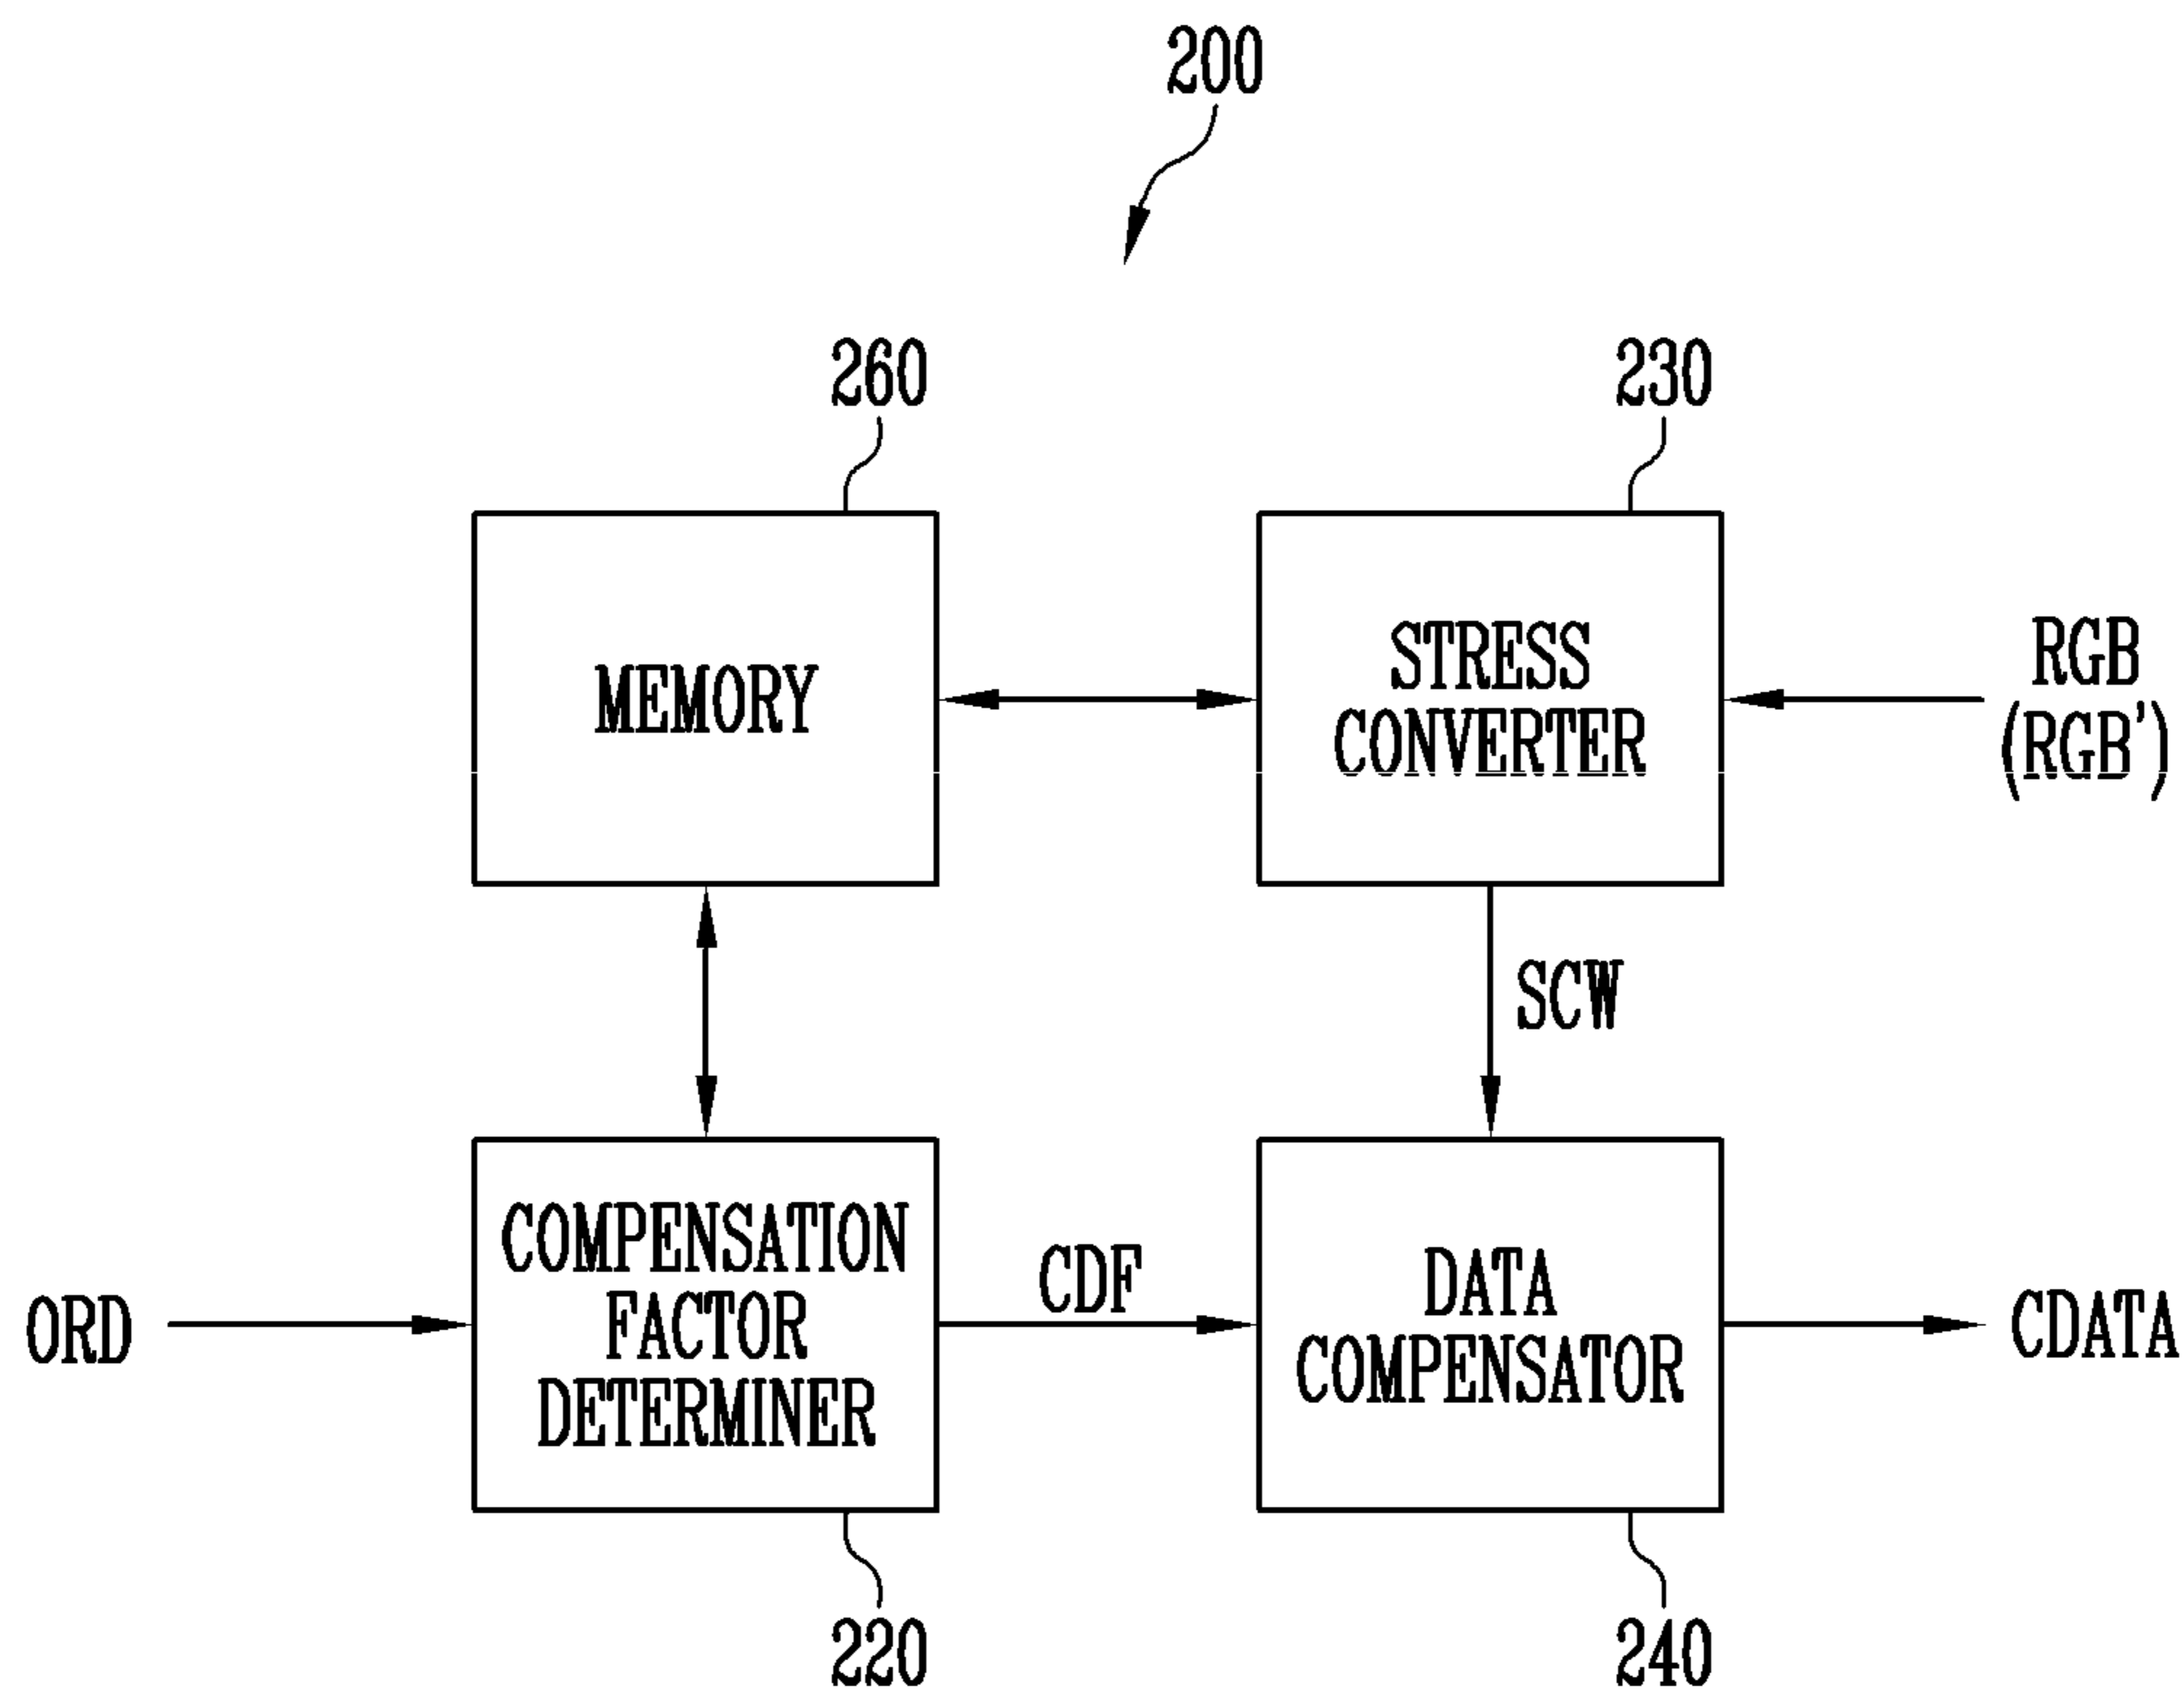 200
260
230
MEMORY
STRESS
CONVERTER
RGB
(RGB')
SCW
ORD
COMPENSATION
FACTOR
DETERMINER
CDF
DATA
COMPENSATOR
CDATA
220
240